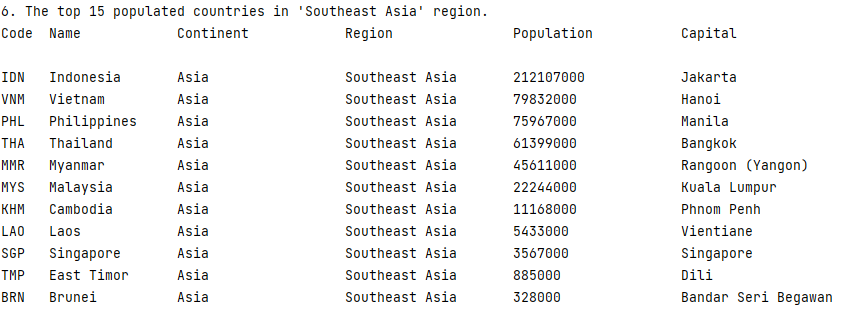 6. The top 15 populated countries in 'Southeast Asia' region.
Code Name Continent Region Population Capital
IDN Indonesia Asia Southeast Asia 212107000 Jakarta
VNM Vietnam Asia Southeast Asia 79832000 Hanoi
PHL Philippines Asia Southeast Asia 75967000 Manila
THA Thailand Asia Southeast Asia 61399000 Bangkok
MMR Myanmar Asia Southeast Asia 45611000 Rangoon (Yangon)
MYS Malaysia Asia Southeast Asia 22244000 Kuala Lumpur
KHM Cambodia Asia Southeast Asia 11168000 Phnom Penh
LAO Laos Asia Southeast Asia 5433000 Vientiane
SGP Singapore Asia Southeast Asia 3567000 Singapore
TMP East Timor Asia Southeast Asia 885000 Dili
BRN Brunei Asia Southeast Asia 328000 Bandar Seri Begawan